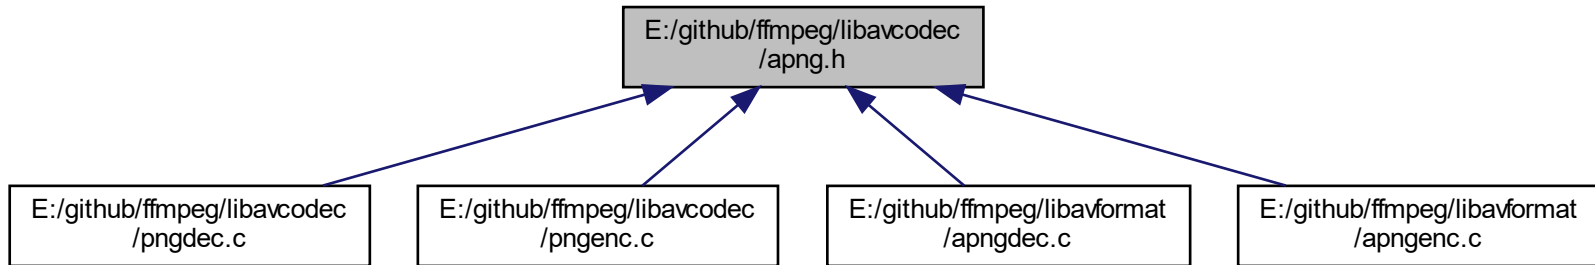 E:/github/ffmpeg/libavcodec
/apng.h
E:/github/ffmpeg/libavcodec
/pngdec.c
E:/github/ffmpeg/libavcodec
/pngenc.c
E:/github/ffmpeg/libavformat
/apngdec.c
E:/github/ffmpeg/libavformat
/apngenc.c